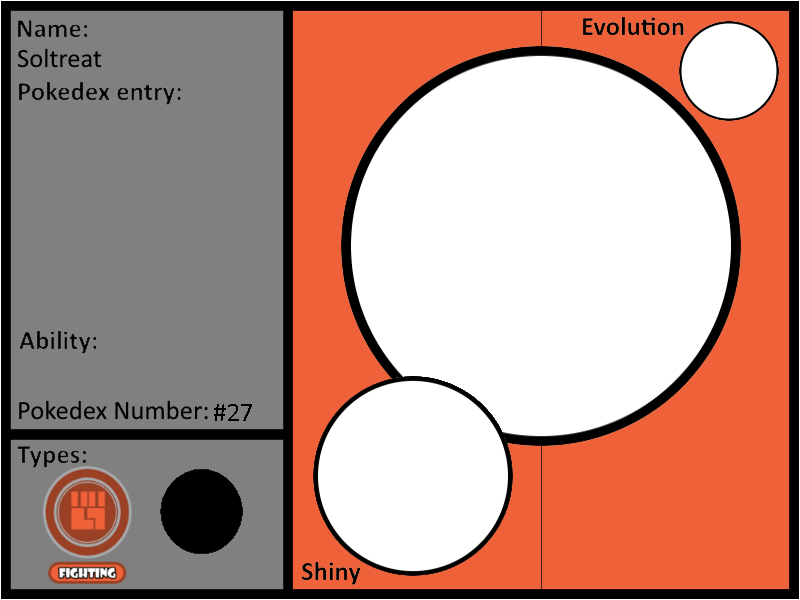 Name:
Soltreat
Pokedex entry:
Ability:
Pokedex Number: #27
Types:
FIGHTING
Evolution
Shiny